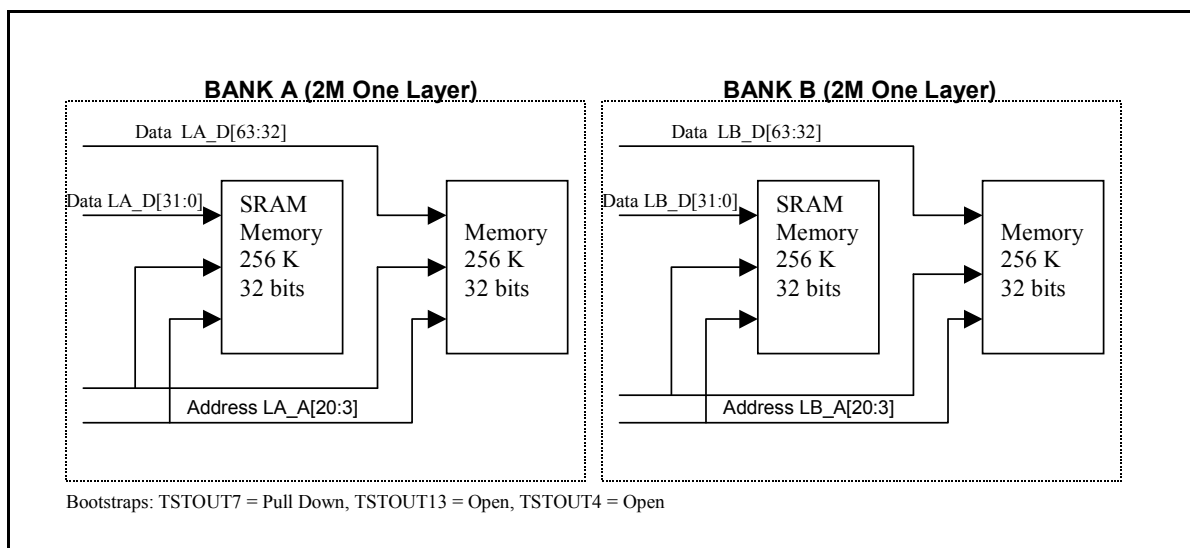 BANK A (2M One Layer)
Data LA_D[63:32]
Data LA_D[31:0]
SRAM
Memory
256 K
32 bits
Memory
256 K
32 bits
Address LA_A[20:3]
BANK B (2M One Layer)
Data LB_D[63:32]
Data LB_D[31:0]
SRAM
Memory
256 K
32 bits
Memory
256 K
32 bits
Address LB_A[20:3]
Bootstraps: TSTOUT7 = Pull Down, TSTOUT13 = Open, TSTOUT4 = Open